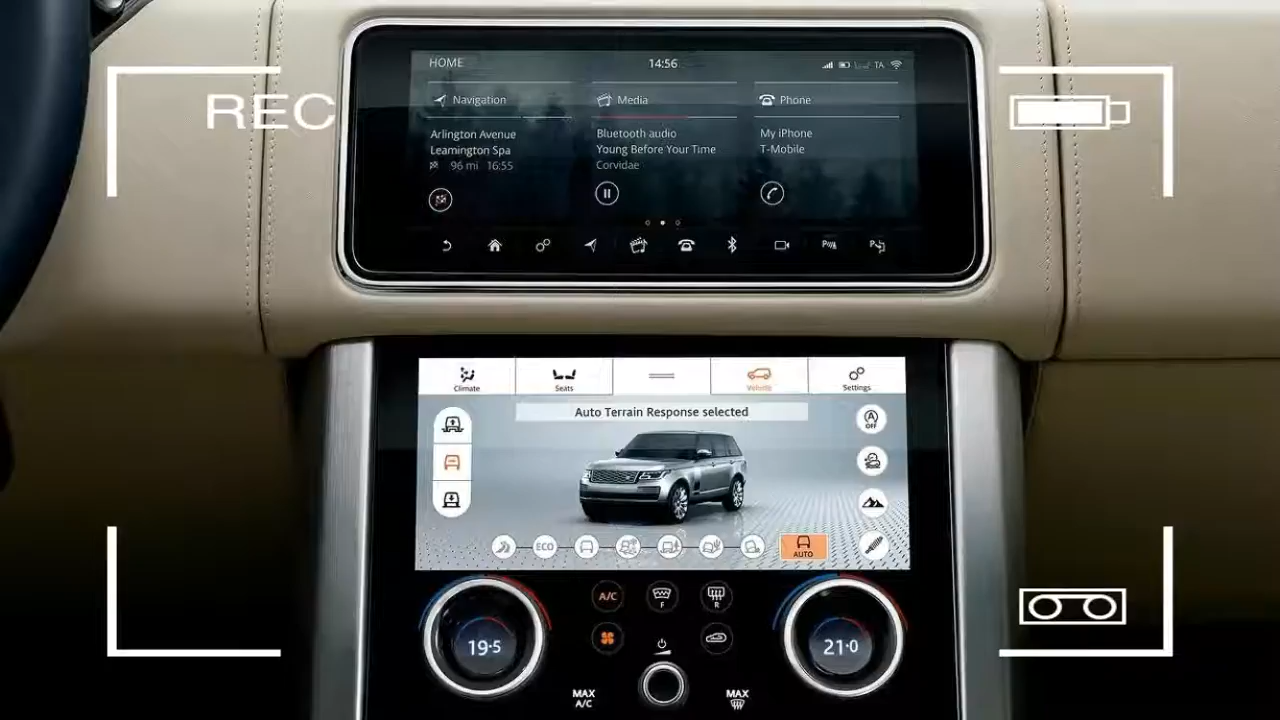 REC
HOME 14:56 TA
Navigation Media Phone
Arlington Avenue
Leamington Spa
96 mi 16:55
Bluetooth audio
Young Before Your Time
Corvidae
My iPhone
T-Mobile
Climate Seats Vehicle Settings
Auto Terrain Response selected
A
OFF
ECO
AUTO
A/C F R
19·5 21·0
MAX
A/C
MAX